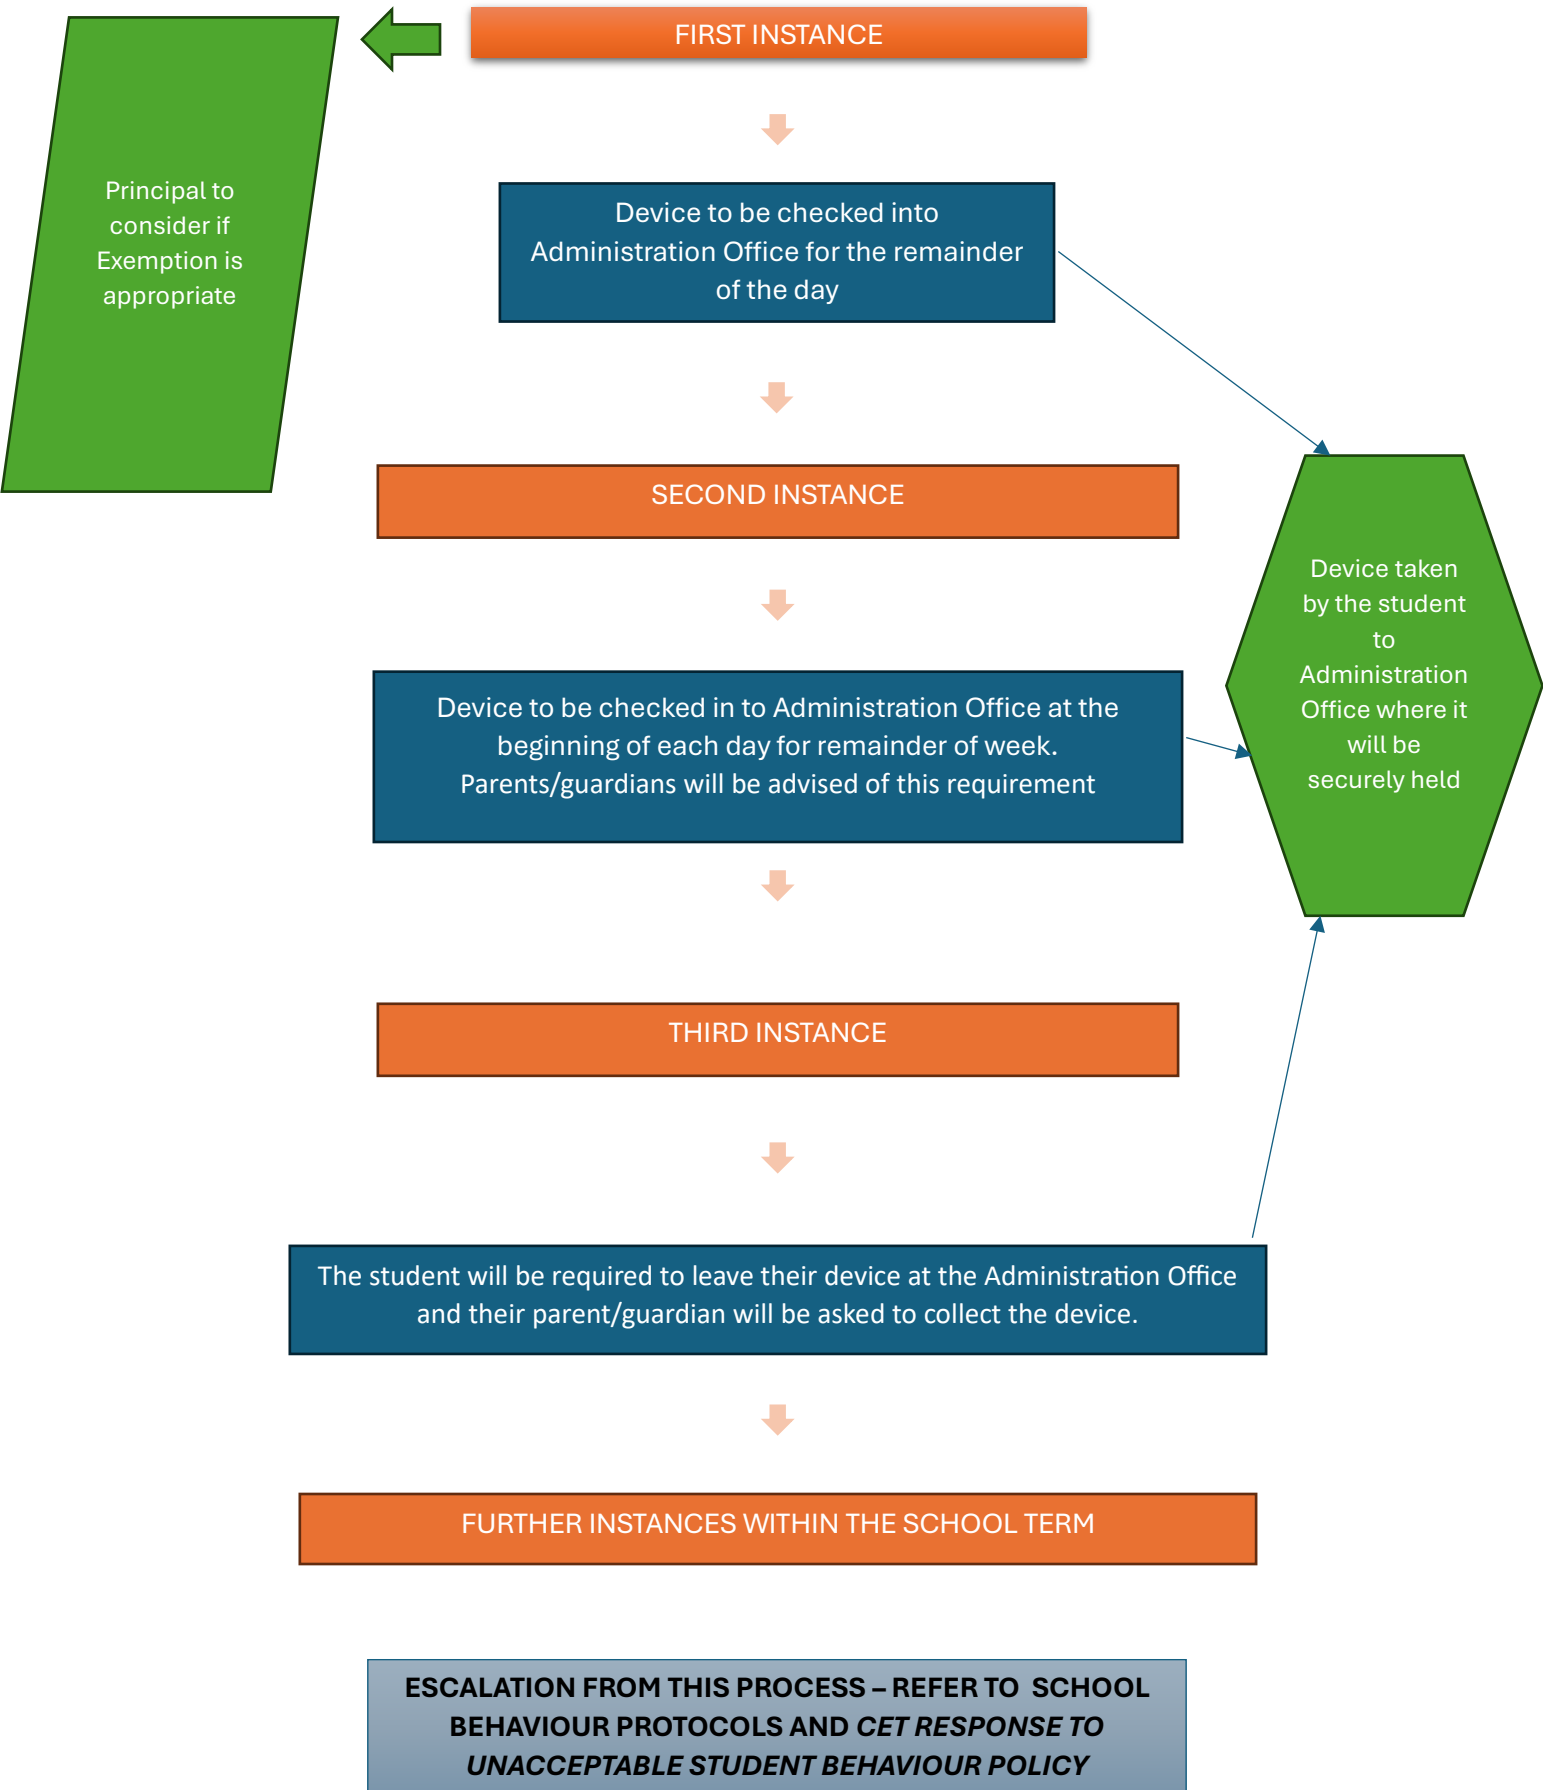 FIRST INSTANCE
Principal to
consider if
Exemption is
appropriate
Device to be checked into
Administration Office for the remainder
of the day
SECOND INSTANCE
Device taken
by the student
to
Administration
Office where it
will be
securely held
Device to be checked in to Administration Office at the
beginning of each day for remainder of week.
Parents/guardians will be advised of this requirement
THIRD INSTANCE
The student will be required to leave their device at the Administration Office
and their parent/guardian will be asked to collect the device.
FURTHER INSTANCES WITHIN THE SCHOOL TERM
ESCALATION FROM THIS PROCESS – REFER TO SCHOOL
BEHAVIOUR PROTOCOLS AND CET RESPONSE TO
UNACCEPTABLE STUDENT BEHAVIOUR POLICY